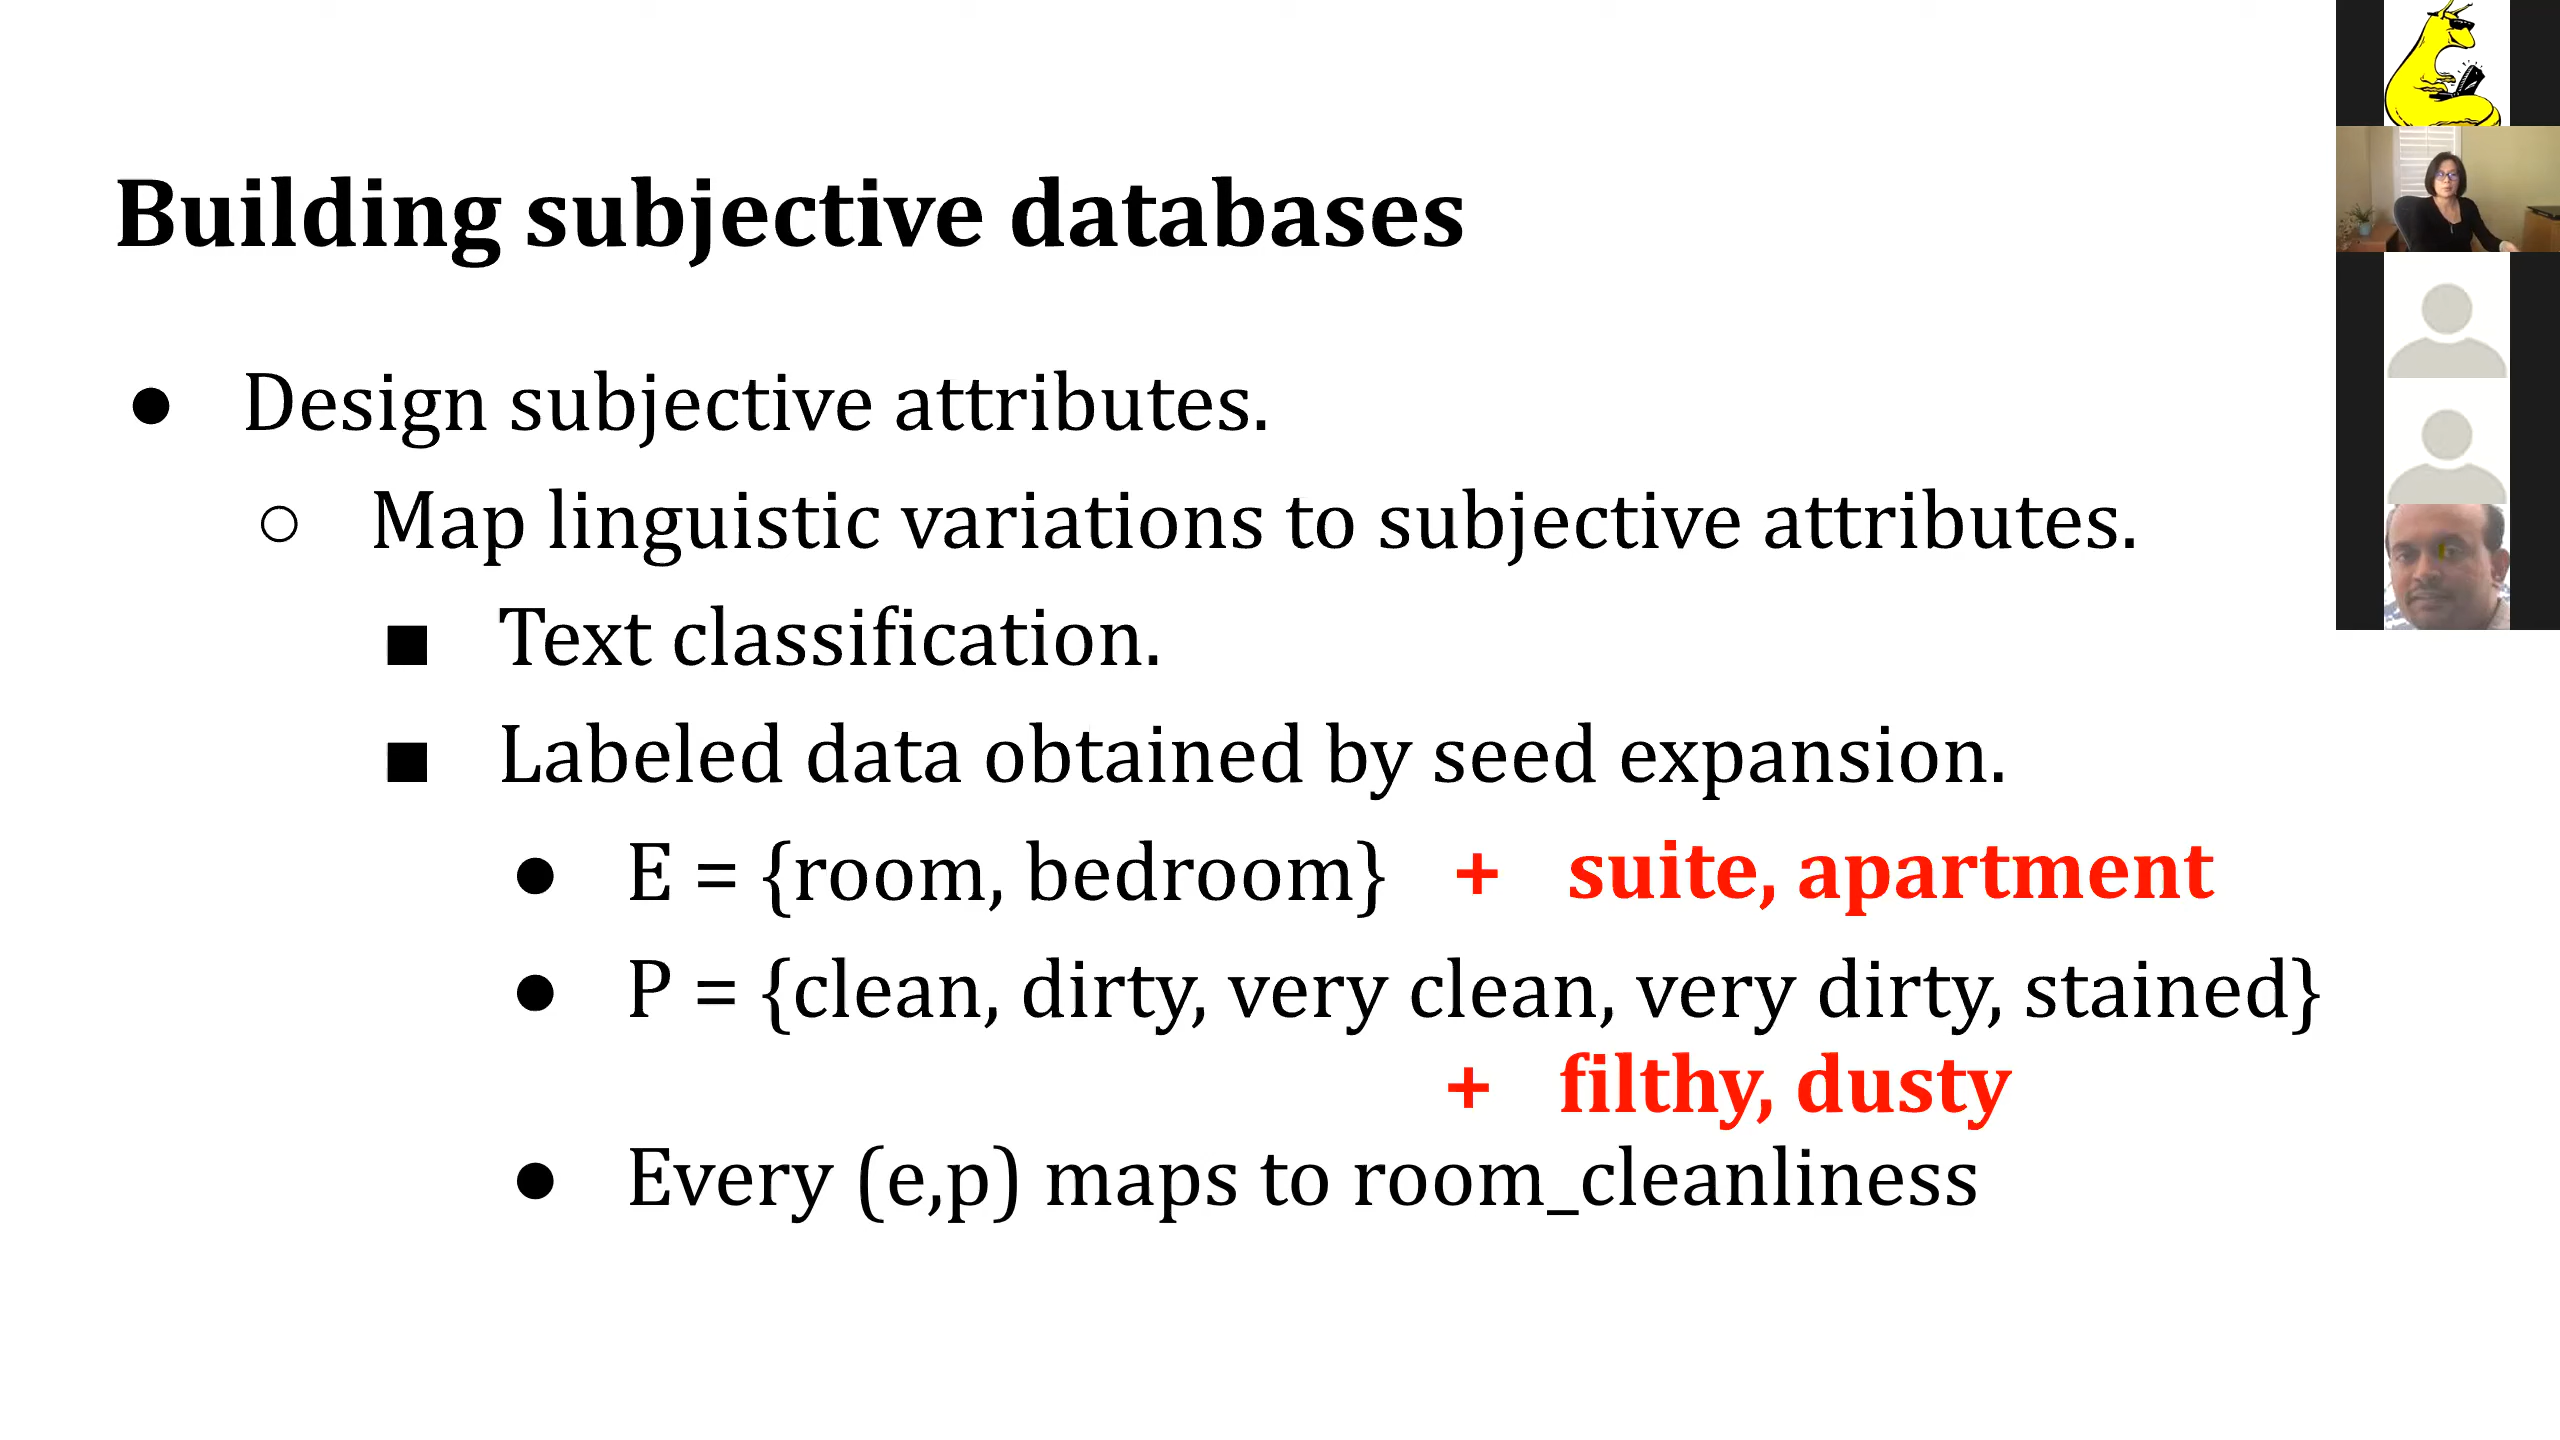 Building subjective databases
● Design subjective attributes.
○ Map linguistic variations to subjective attributes.
■ Text classification.
■ Labeled data obtained by seed expansion.
● E = {room, bedroom} + suite, apartment
● P = {clean, dirty, very clean, very dirty, stained}
+ filthy, dusty
● Every (e,p) maps to room_cleanliness